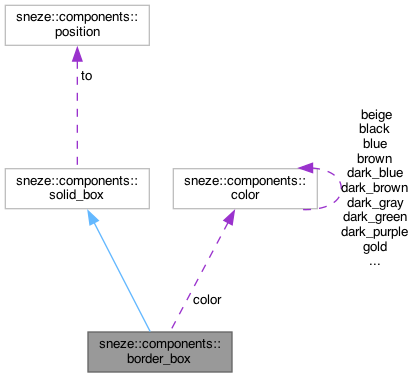 sneze::components::
position
to
sneze::components::
solid_box
sneze::components::
color
beige
black
blue
brown
dark_blue
dark_brown
dark_gray
dark_green
dark_purple
gold
...
color
sneze::components::
border_box